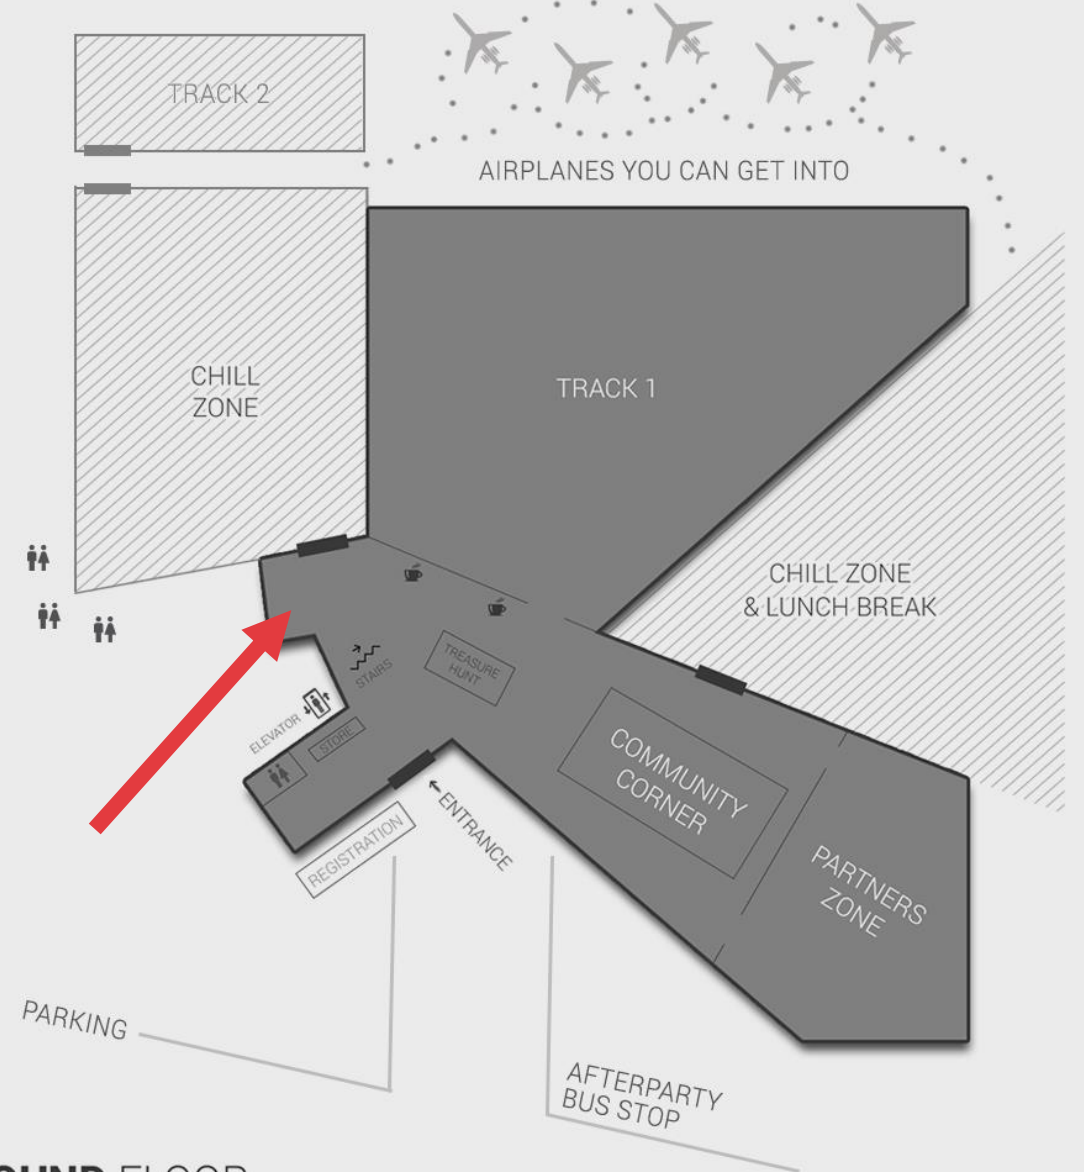 TRACK 2
AIRPLANES YOU CAN GET INTO
CHILL
ZONE
TRACK 1
CHILL ZONE
& LUNCH BREAK
STAIRS
TREASURE
HUNT
ELEVATOR
STORE
COMMUNITY
CORNER
ENTRANCE
REGISTRATION
PARTNERS
ZONE
PARKING
AFTERPARTY
BUS STOP
FLOOR